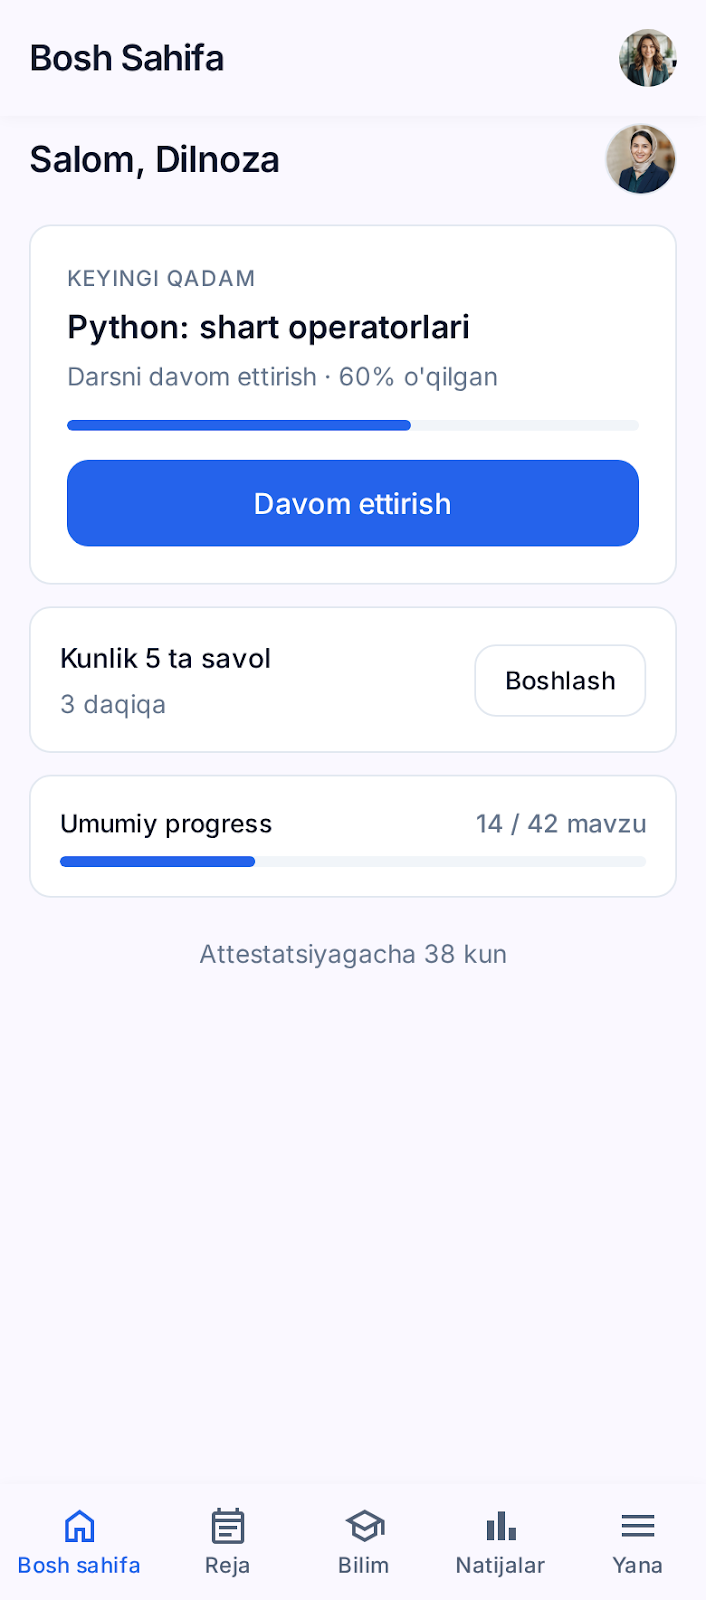 Bosh Sahifa
Salom, Dilnoza
KEYINGI QADAM
Python: shart operatorlari
Darsni davom ettirish · 60% o'qilgan
Davom ettirish
Kunlik 5 ta savol
3 daqiqa
Boshlash
Umumiy progress
14 / 42 mavzu
Attestatsiyagacha 38 kun
Bosh sahifa
Reja
Bilim
Natijalar
Yana